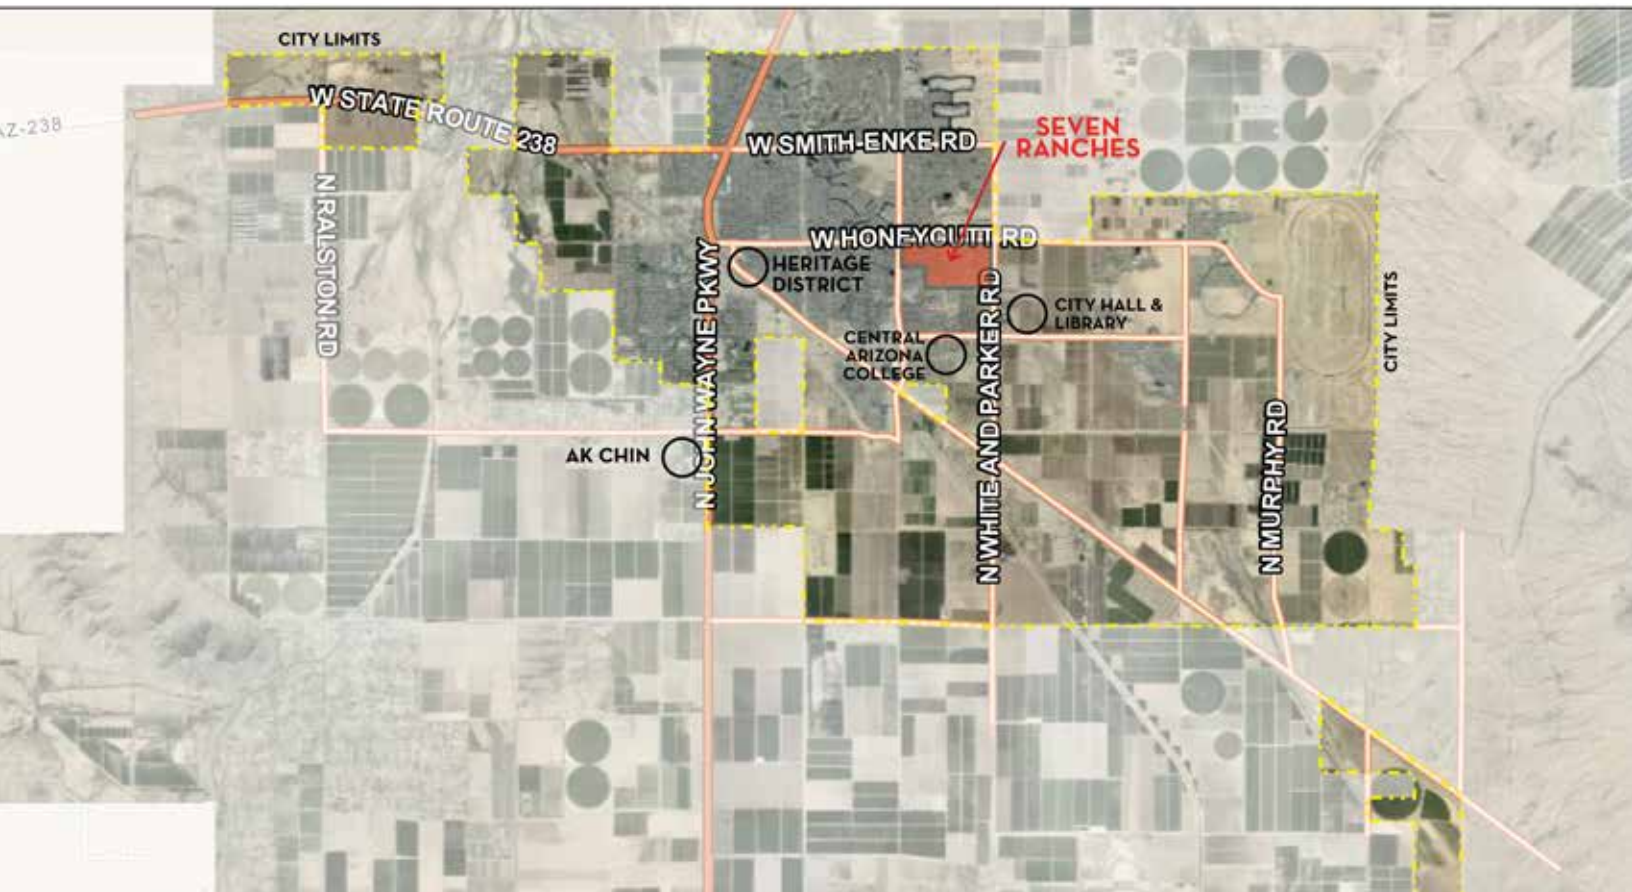 CITY LIMITS
W STATE ROUTE 238
AZ-238
W SMITH-ENKE RD
SEVEN
RANCHES
N RALSTON RD
W HONEYCUTT RD
HERITAGE
DISTRICT
N JOHN WAYNE PKWY
CITY HALL &
LIBRARY
CENTRAL
ARIZONA
COLLEGE
N WHITE AND PARKER RD
CITY LIMITS
AK CHIN
N MURPHY RD